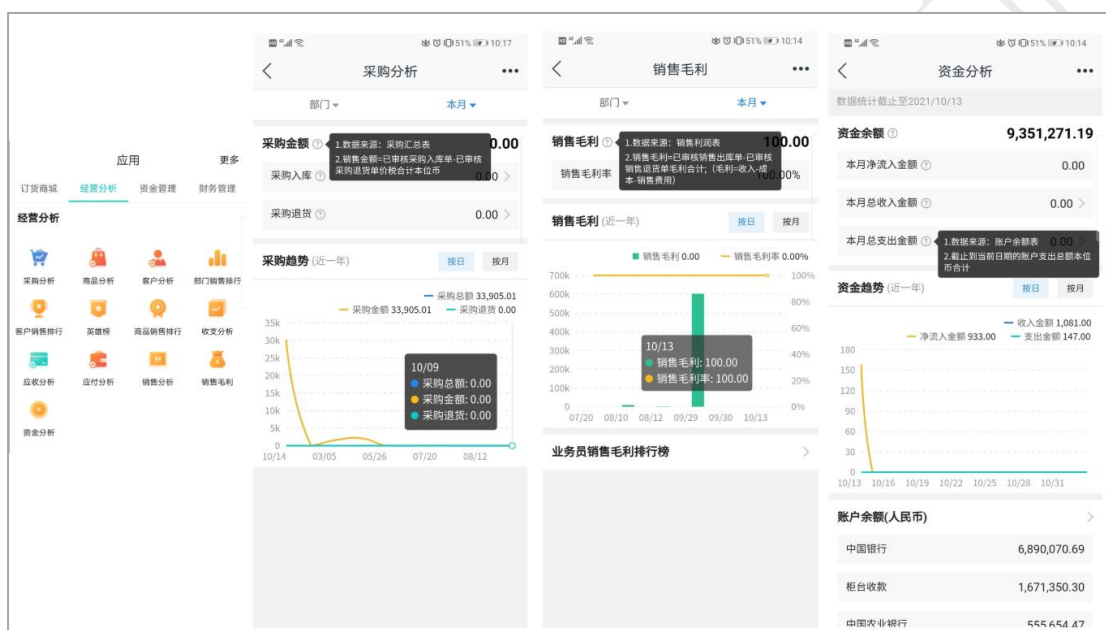 应用
更多
订货商城
经营分析
资金管理
财务管理
经营分析
采购分析
商品分析
客户分析
部门销售排行
客户销售排行
英雄榜
商品销售排行
收支分析
应收分析
应付分析
销售分析
销售毛利
资金分析
51% 10:17
采购分析
部门
本月
采购金额
0.00
1.数据来源：采购汇总表
2.销售金额=已审核采购入库单-已审核
采购退货单价税合计本位币
采购入库
0.00
采购退货
0.00
采购趋势 (近一年)
按日
按月
采购总额 33,905.01
采购金额 33,905.01
采购退货 0.00
35k
30k
25k
20k
15k
10k
5k
0
10/09
采购总额: 0.00
采购金额: 0.00
采购退货: 0.00
10/14 03/05 05/26 07/20 08/12
51% 10:14
销售毛利
部门
本月
销售毛利
100.00
1.数据来源：销售利润表
2.销售毛利=已审核销售出库单-已审核
销售退货单毛利合计;（毛利=收入-成
本-销售费用）
销售毛利率
100.00%
销售毛利 (近一年)
按日
按月
销售毛利 0.00
销售毛利率 0.00%
700k 100%
600k
80%
500k
400k
60%
300k
40%
200k
20%
100k
0 0%
10/13
销售毛利: 100.00
销售毛利率: 100.00
07/20 08/10 08/12 09/29 09/30 10/13
业务员销售毛利排行榜
51% 10:14
资金分析
数据统计截止至2021/10/13
资金余额
9,351,271.19
本月净流入金额
0.00
本月总收入金额
0.00
本月总支出金额
0.00
1.数据来源：账户余额表
2.截止到当前日期的账户支出总额本位
币合计
资金趋势 (近一年)
按日
按月
收入金额 1,081.00
净流入金额 933.00
支出金额 147.00
180
150
120
90
60
30
0
10/13 10/16 10/19 10/22 10/25 10/28 10/31
账户余额(人民币)
中国银行
6,890,070.69
柜台收款
1,671,350.30
中国农业银行
555,654.47